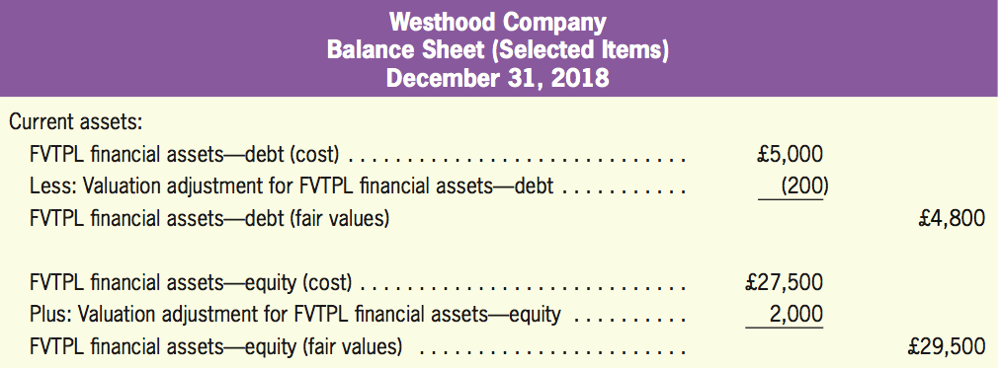 Westhood Company
Balance Sheet (Selected Items)
December 31, 2018
Current assets:
FVTPL financial assets—debt (cost) . . . . . . . . . . . . . . . . . . . . . . . . . . . . . £5,000
Less: Valuation adjustment for FVTPL financial assets—debt . . . . . . . . . . . (200)
FVTPL financial assets—debt (fair values) £4,800
FVTPL financial assets—equity (cost) . . . . . . . . . . . . . . . . . . . . . . . . . . . . £27,500
Plus: Valuation adjustment for FVTPL financial assets—equity . . . . . . . . . . 2,000
FVTPL financial assets—equity (fair values) . . . . . . . . . . . . . . . . . . . . . . . £29,500